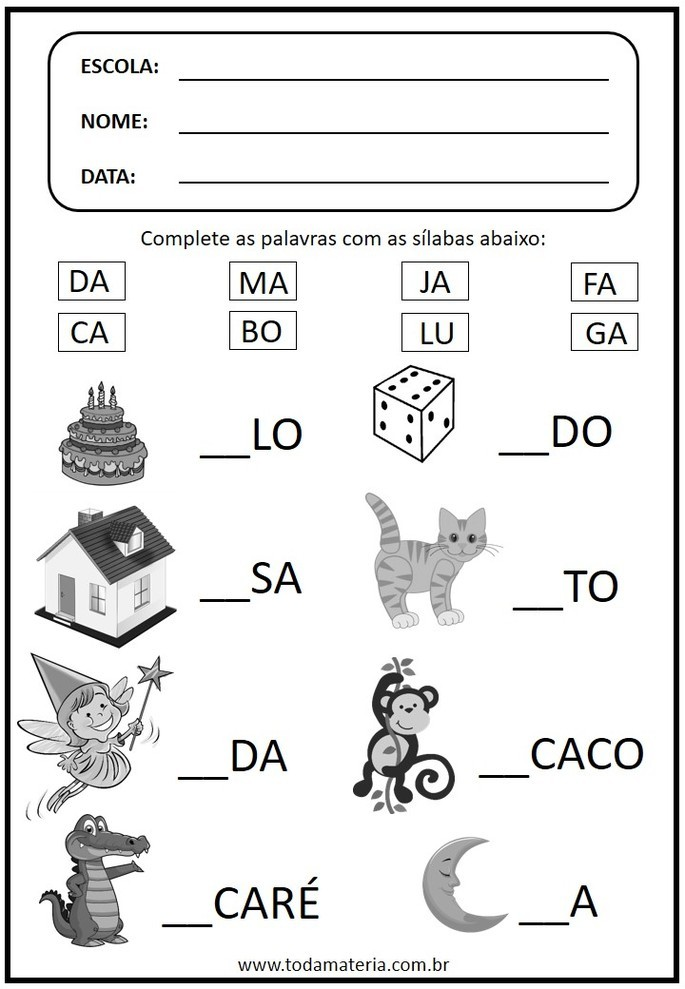 ESCOLA:
NOME:
DATA:
Complete as palavras com as sílabas abaixo:
DA MA JA FA
CA BO LU GA
__LO __DO
__SA __TO
__DA __CACO
__CARÉ __A
www.todamateria.com.br